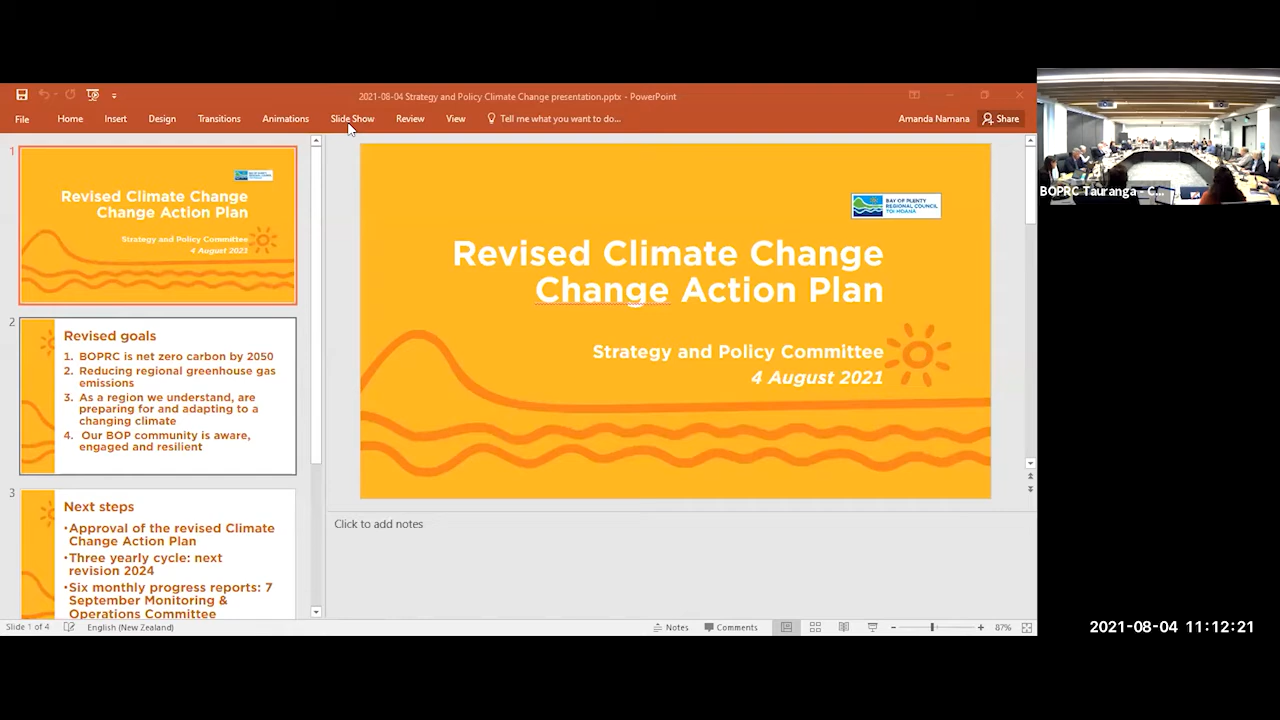 2021-08-04 Strategy and Policy Climate Change presentation.pptx - PowerPoint
File Home Insert Design Transitions Animations Slide Show Review View Tell me what you want to do... Amanda Namana Share
1
Revised Climate Change
Change Action Plan
Strategy and Policy Committee
4 August 2021
2
Revised goals
1. BOPRC is net zero carbon by 2050
2. Reducing regional greenhouse gas
emissions
3. As a region we understand, are
preparing for and adapting to a
changing climate
4. Our BOP community is aware,
engaged and resilient
3
Next steps
•Approval of the revised Climate
Change Action Plan
•Three yearly cycle: next
revision 2024
•Six monthly progress reports: 7
September Monitoring &
Operations Committee
BAY OF PLENTY
REGIONAL COUNCIL
TOI MOANA
Revised Climate Change
Change Action Plan
Strategy and Policy Committee
4 August 2021
Click to add notes
Slide 1 of 4 English (New Zealand) Notes Comments 87%
BOPRC Tauranga - C...
2021-08-04 11:12:21